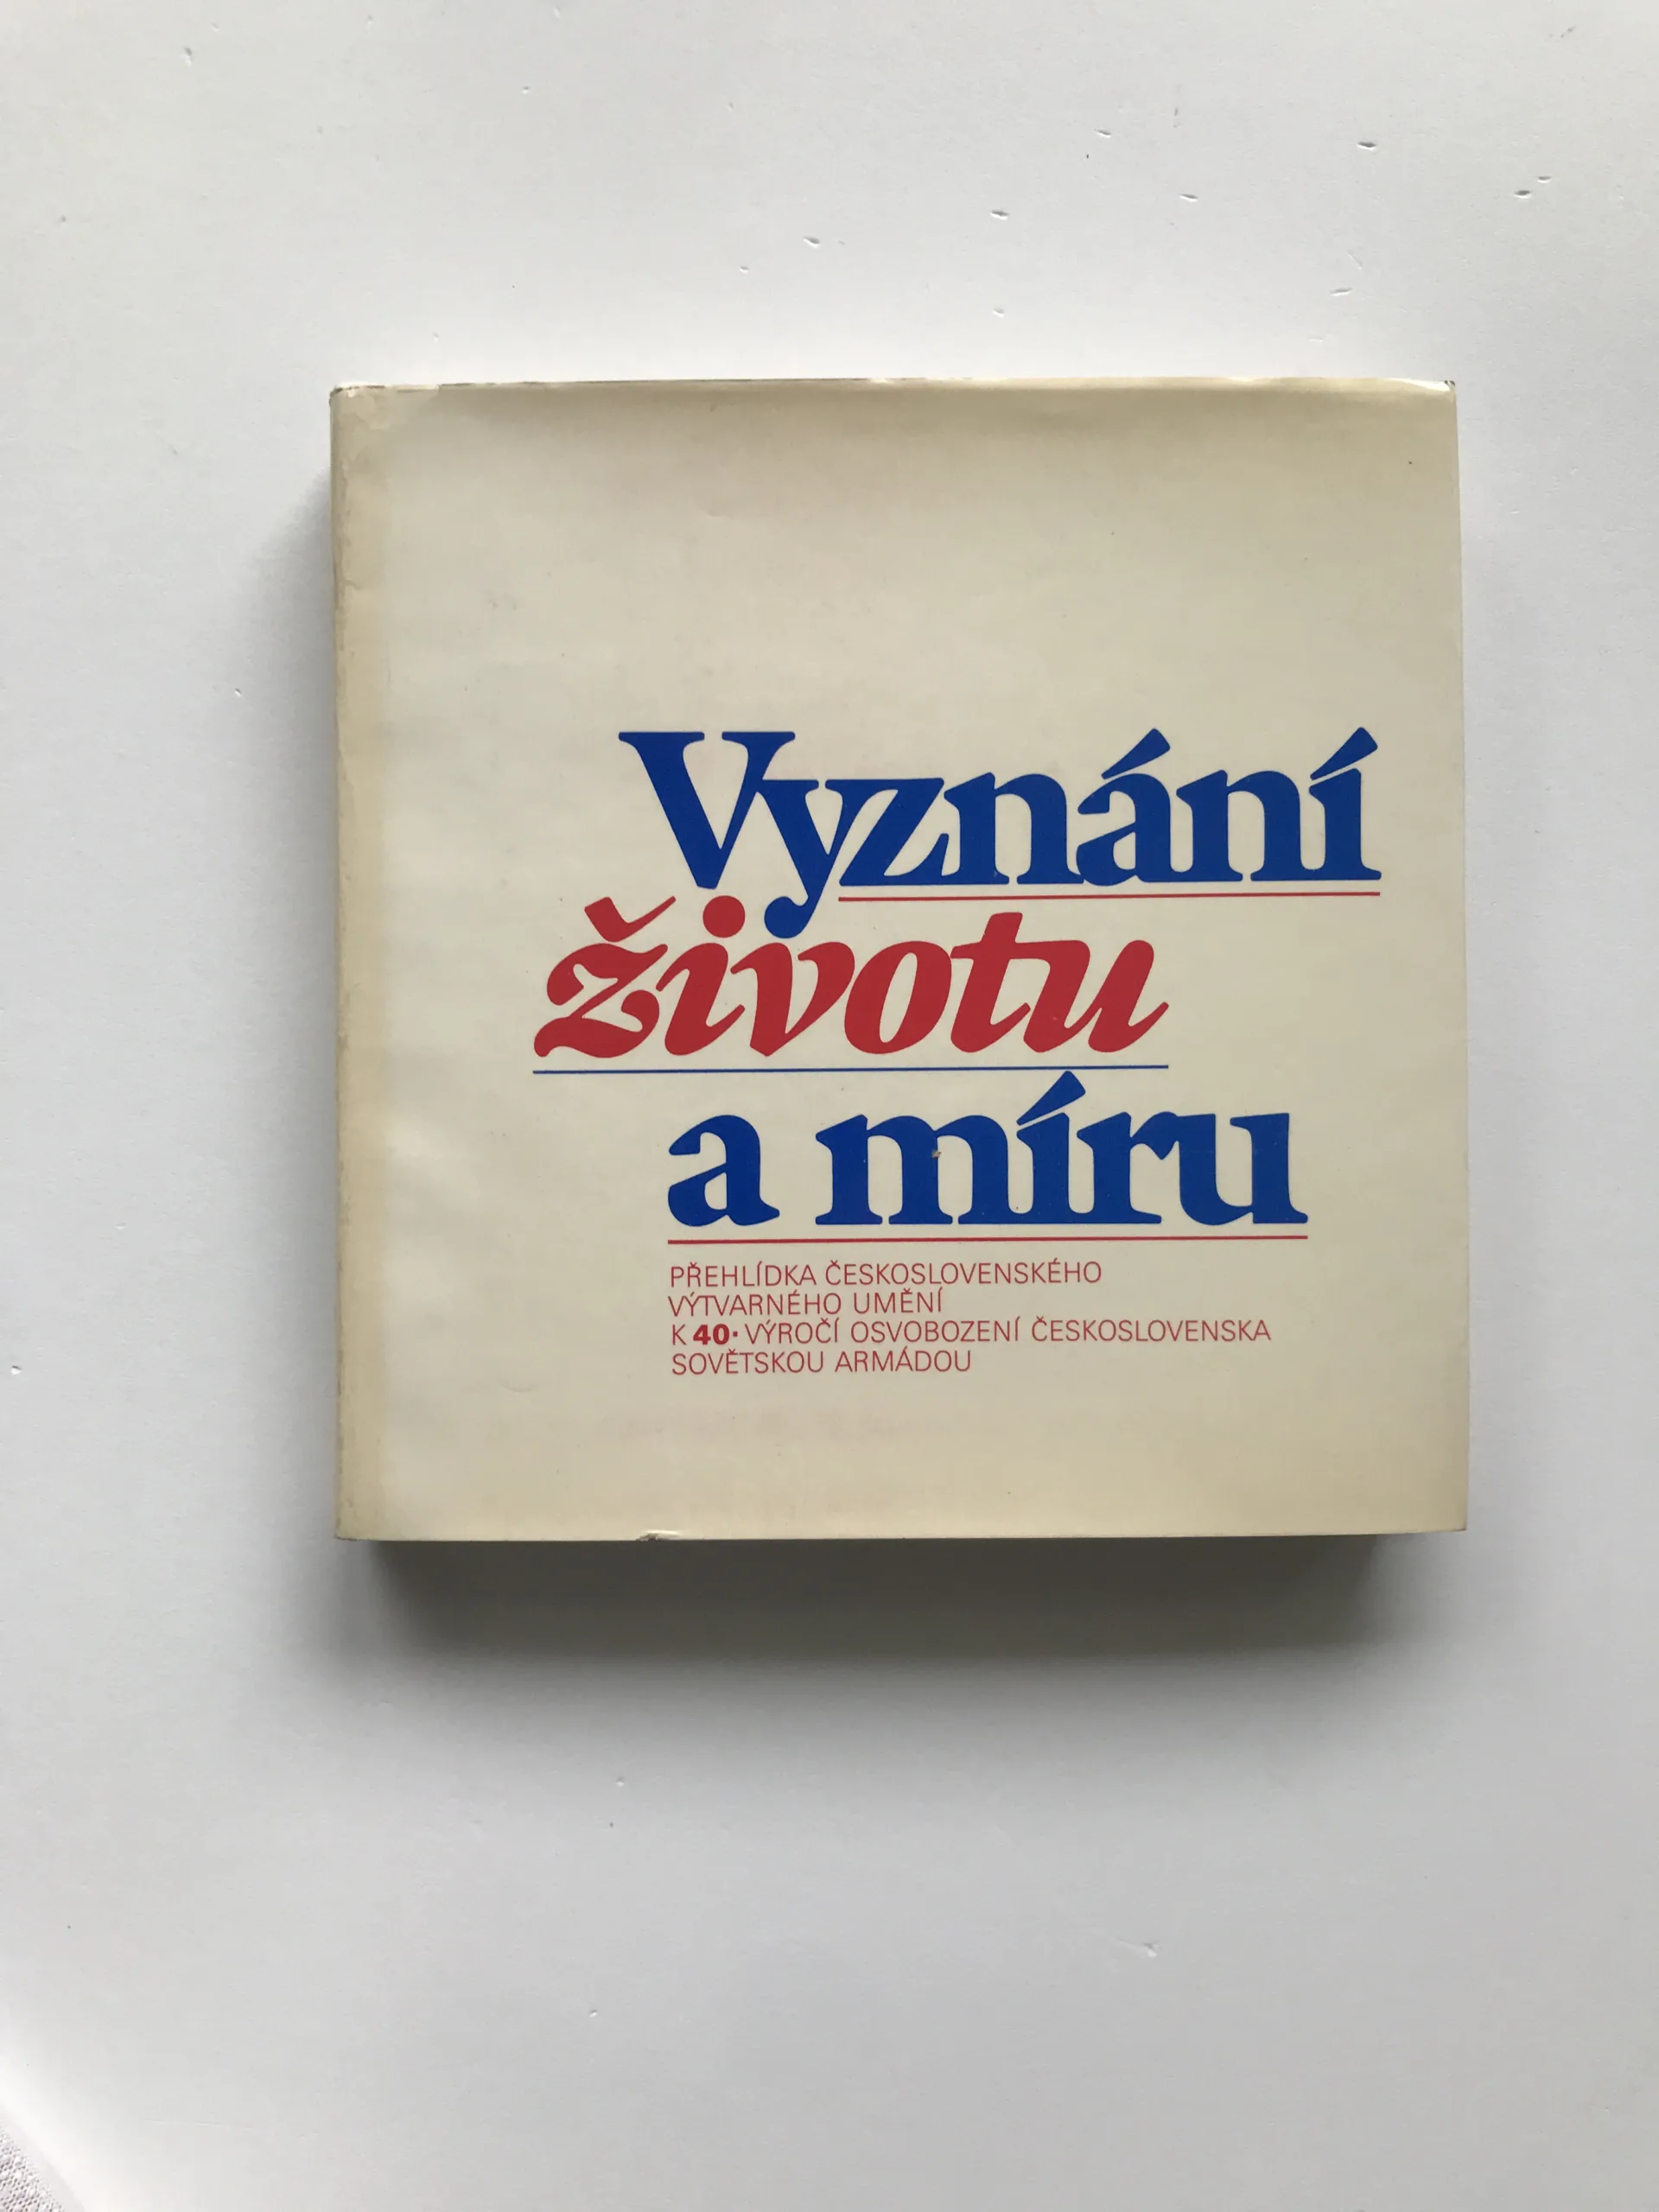 Vyznání
životu
a míru
PŘEHLÍDKA ČESKOSLOVENSKÉHO
VÝTVARNÉHO UMĚNÍ
K 40. VÝROČÍ OSVOBOZENÍ ČESKOSLOVENSKA
SOVĚTSKOU ARMÁDOU